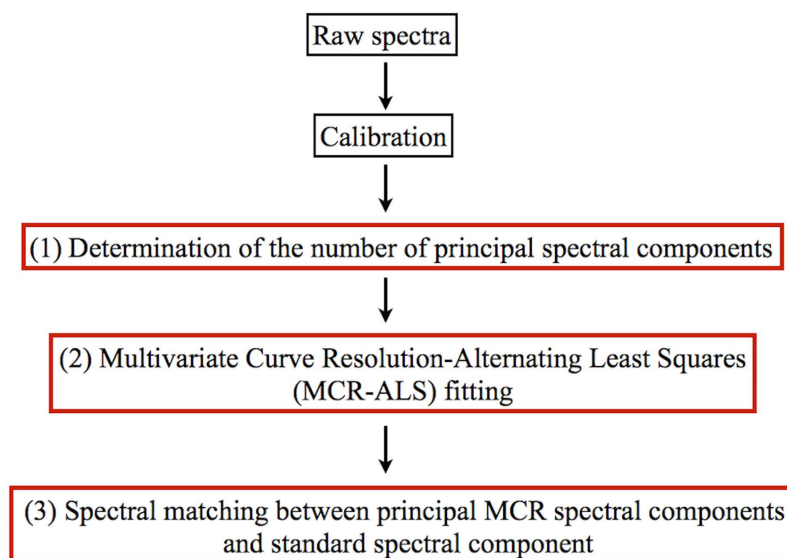 Raw spectra
Calibration
(1) Determination of the number of principal spectral components
(2) Multivariate Curve Resolution-Alternating Least Squares
(MCR-ALS) fitting
(3) Spectral matching between principal MCR spectral components
and standard spectral component